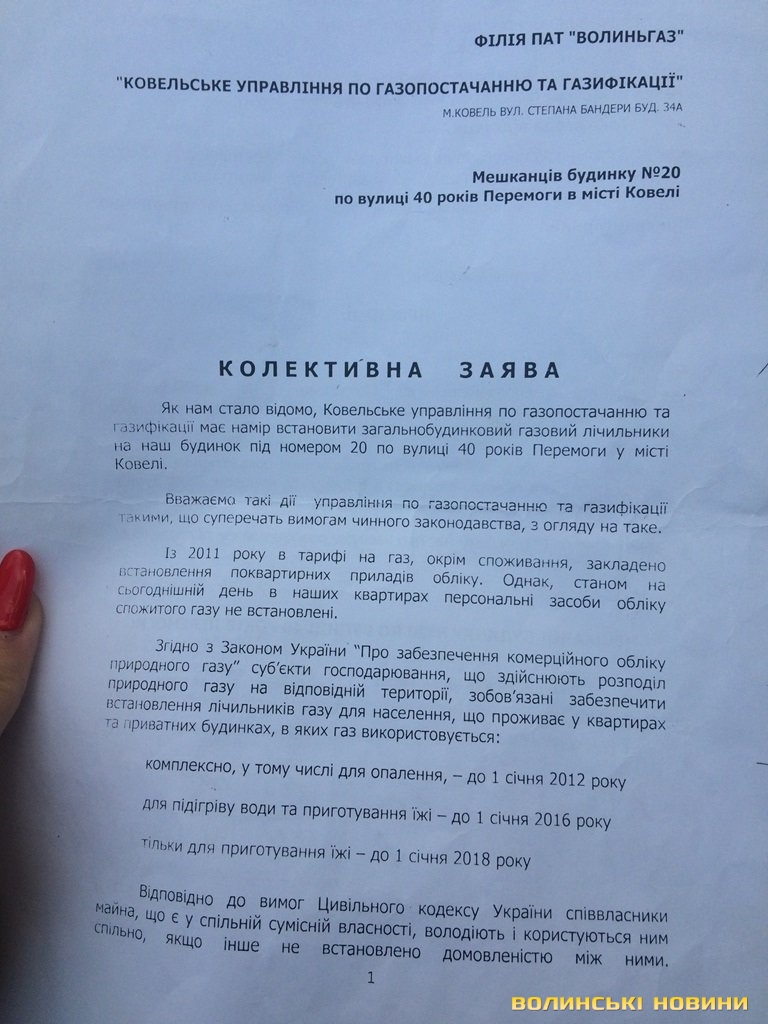 ФІЛІЯ ПАТ "ВОЛИНЬГАЗ"
"КОВЕЛЬСЬКЕ УПРАВЛІННЯ ПО ГАЗОПОСТАЧАННЮ ТА ГАЗИФІКАЦІЇ"
М.КОВЕЛЬ ВУЛ. СТЕПАНА БАНДЕРИ БУД. 34А
Мешканців будинку №20
по вулиці 40 років Перемоги в місті Ковелі
КОЛЕКТИВНА ЗАЯВА
Як нам стало відомо, Ковельське управління по газопостачанню та
газифікації має намір встановити загальнобудинковий газовий лічильники
на наш будинок під номером 20 по вулиці 40 років Перемоги у місті
Ковелі.
Вважаємо такі дії управління по газопостачанню та газифікації
такими, що суперечать вимогам чинного законодавства, з огляду на таке.
Із 2011 року в тарифі на газ, окрім споживання, закладено
встановлення поквартирних приладів обліку. Однак, станом на
сьогоднішній день в наших квартирах персональні засоби обліку
спожитого газу не встановлені.
Згідно з Законом України "Про забезпечення комерційного обліку
природного газу" суб'єкти господарювання, що здійснюють розподіл
природного газу на відповідній території, зобов'язані забезпечити
встановлення лічильників газу для населення, що проживає у квартирах
та приватних будинках, в яких газ використовується:
комплексно, у тому числі для опалення, – до 1 січня 2012 року
для підігріву води та приготування їжі – до 1 січня 2016 року
тільки для приготування їжі – до 1 січня 2018 року
Відповідно до вимог Цивільного кодексу України співвласники
майна, що є у спільній сумісній власності, володіють і користуються ним
спільно, якщо інше не встановлено домовленістю між ними.
1
ВОЛИНСЬКІ НОВИНИ